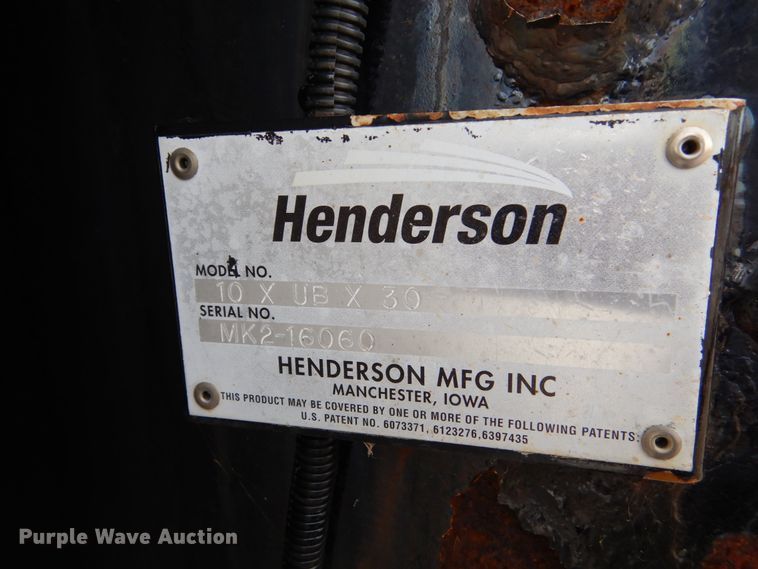 Henderson
MODEL NO.
10 X UB X 30
SERIAL NO.
MK2-16060
HENDERSON MFG INC
MANCHESTER, IOWA
THIS PRODUCT MAY BE COVERED BY ONE OR MORE OF THE FOLLOWING PATENTS:
U.S. PATENT NO. 6073371, 6123276,6397435
Purple Wave Auction